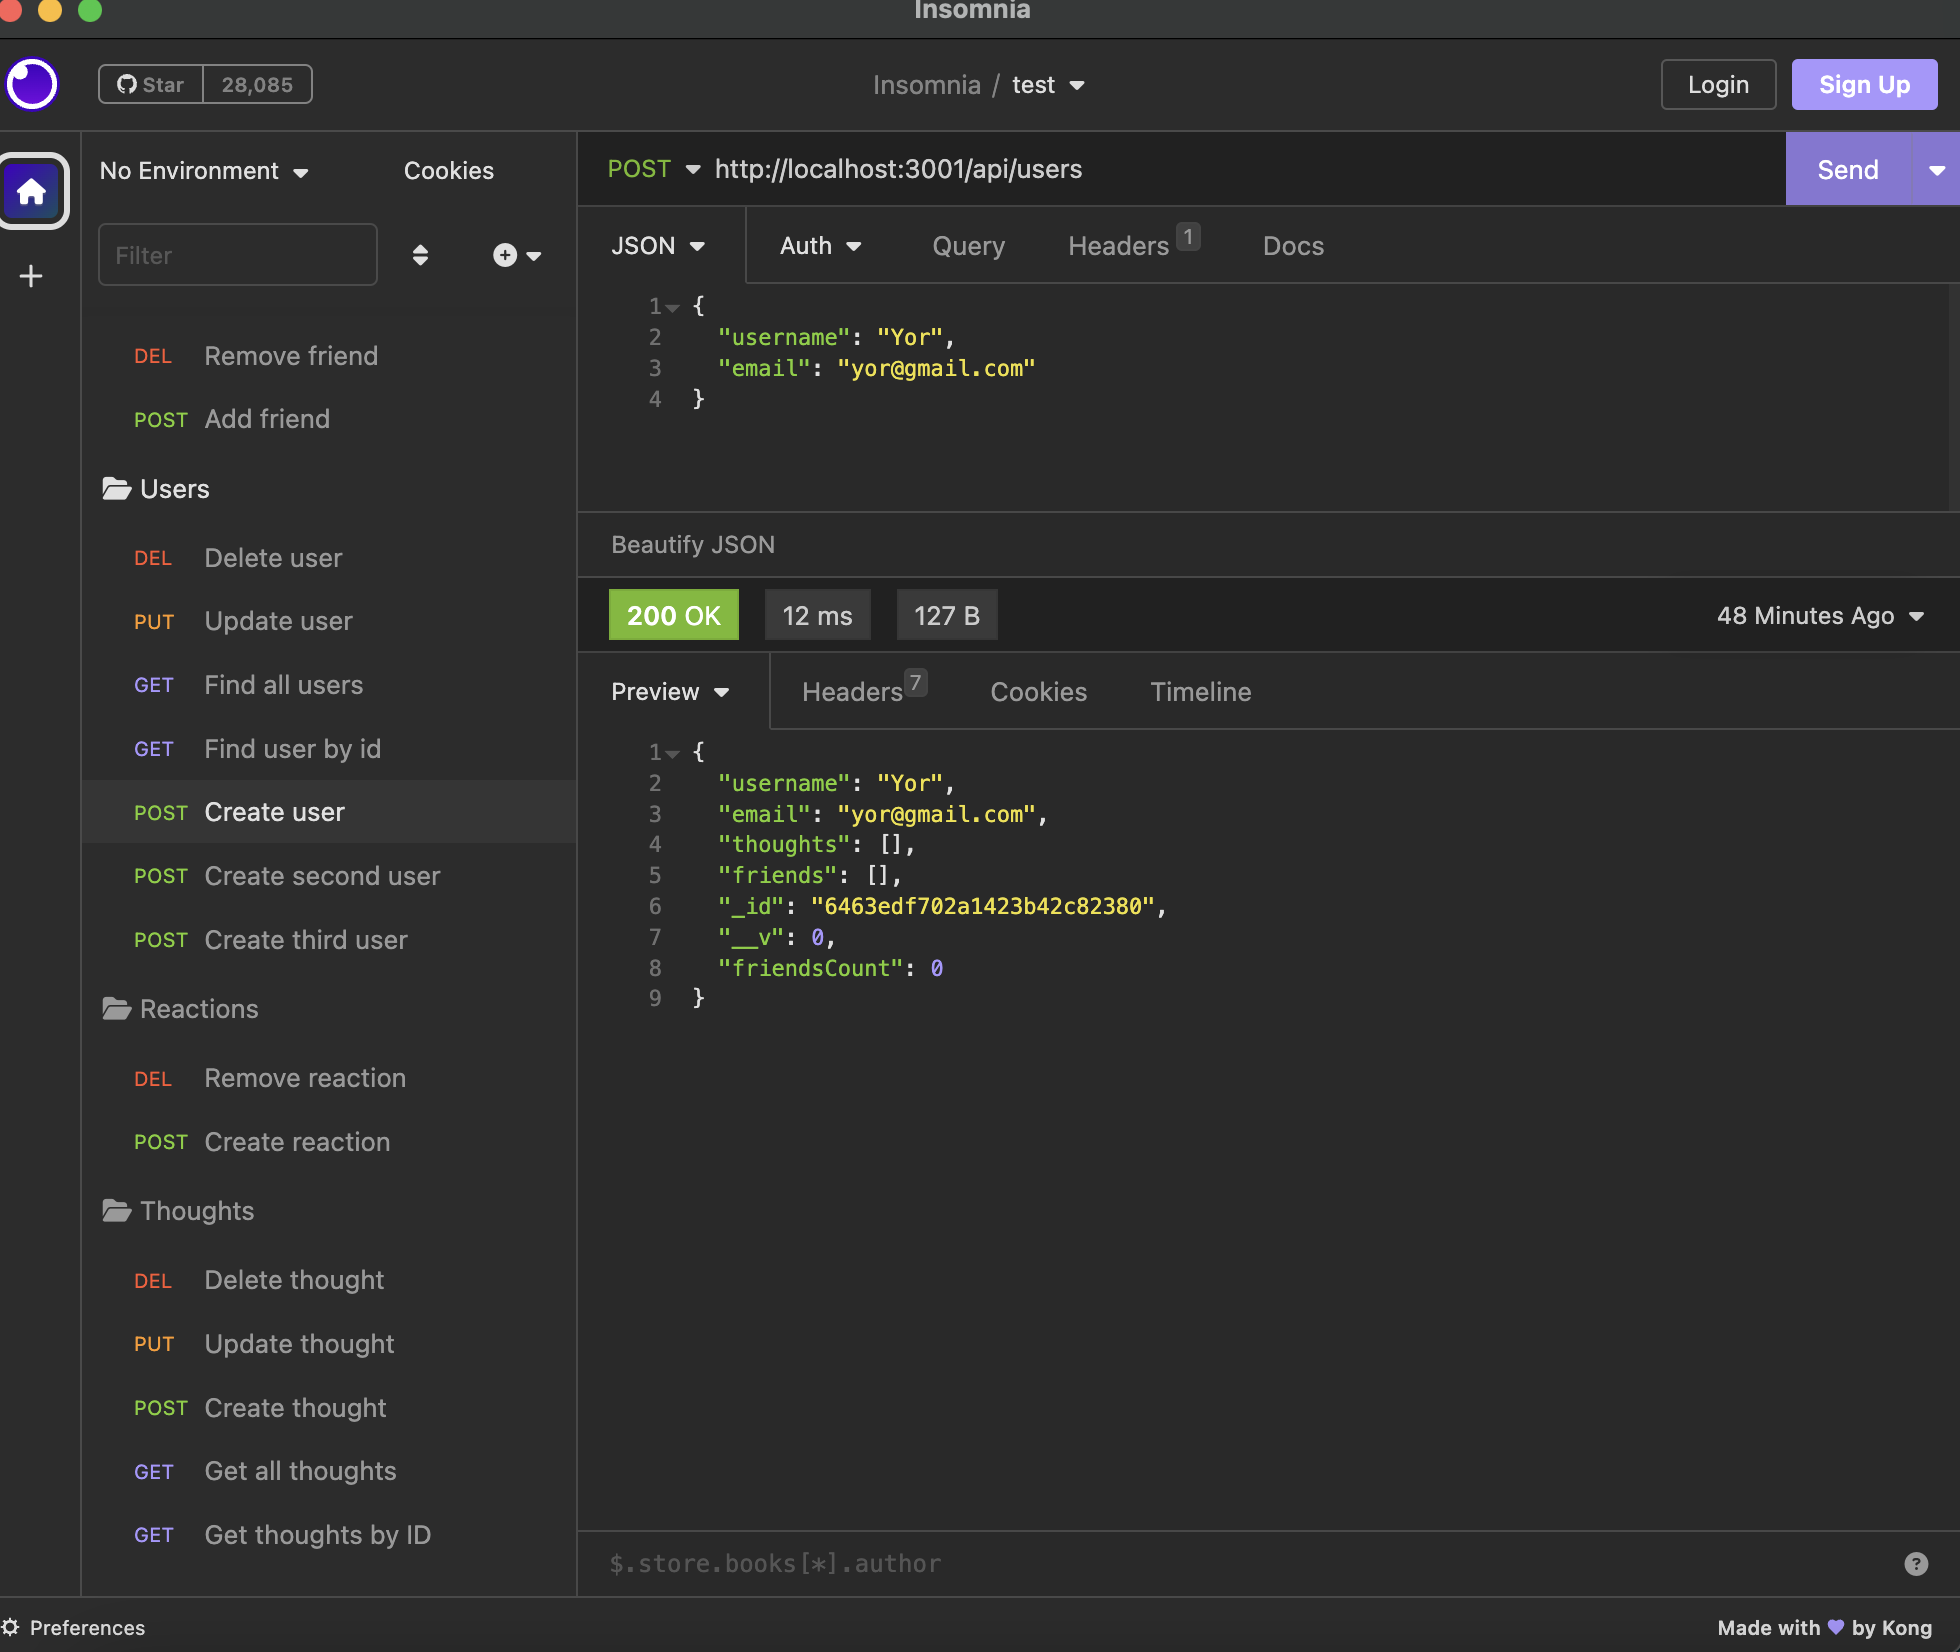 Insomnia
Star 28,085
Insomnia / test
Login
Sign Up
No Environment
Cookies
Filter
DEL Remove friend
POST Add friend
Users
DEL Delete user
PUT Update user
GET Find all users
GET Find user by id
POST Create user
POST Create second user
POST Create third user
Reactions
DEL Remove reaction
POST Create reaction
Thoughts
DEL Delete thought
PUT Update thought
POST Create thought
GET Get all thoughts
GET Get thoughts by ID
POST http://localhost:3001/api/users
Send
JSON Auth Query Headers 1 Docs
1 {
2 "username": "Yor",
3 "email": "yor@gmail.com"
4 }
Beautify JSON
200 OK 12 ms 127 B 48 Minutes Ago
Preview Headers 7 Cookies Timeline
1 {
2 "username": "Yor",
3 "email": "yor@gmail.com",
4 "thoughts": [],
5 "friends": [],
6 "_id": "6463edf702a1423b42c82380",
7 "__v": 0,
8 "friendsCount": 0
9 }
$.store.books[*].author
?
Preferences
Made with 💜 by Kong